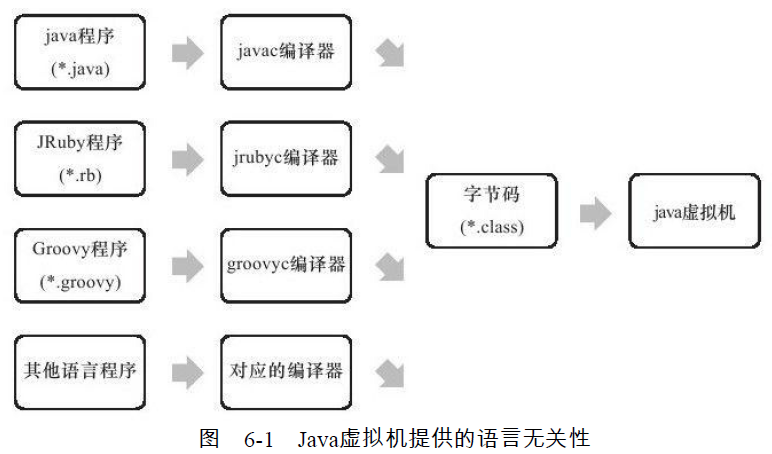 java程序
(*.java)
javac编译器
JRuby程序
(*.rb)
jrubyc编译器
字节码
(*.class)
java虚拟机
Groovy程序
(*.groovy)
groovyc编译器
其他语言程序
对应的编译器
图 6-1 Java虚拟机提供的语言无关性